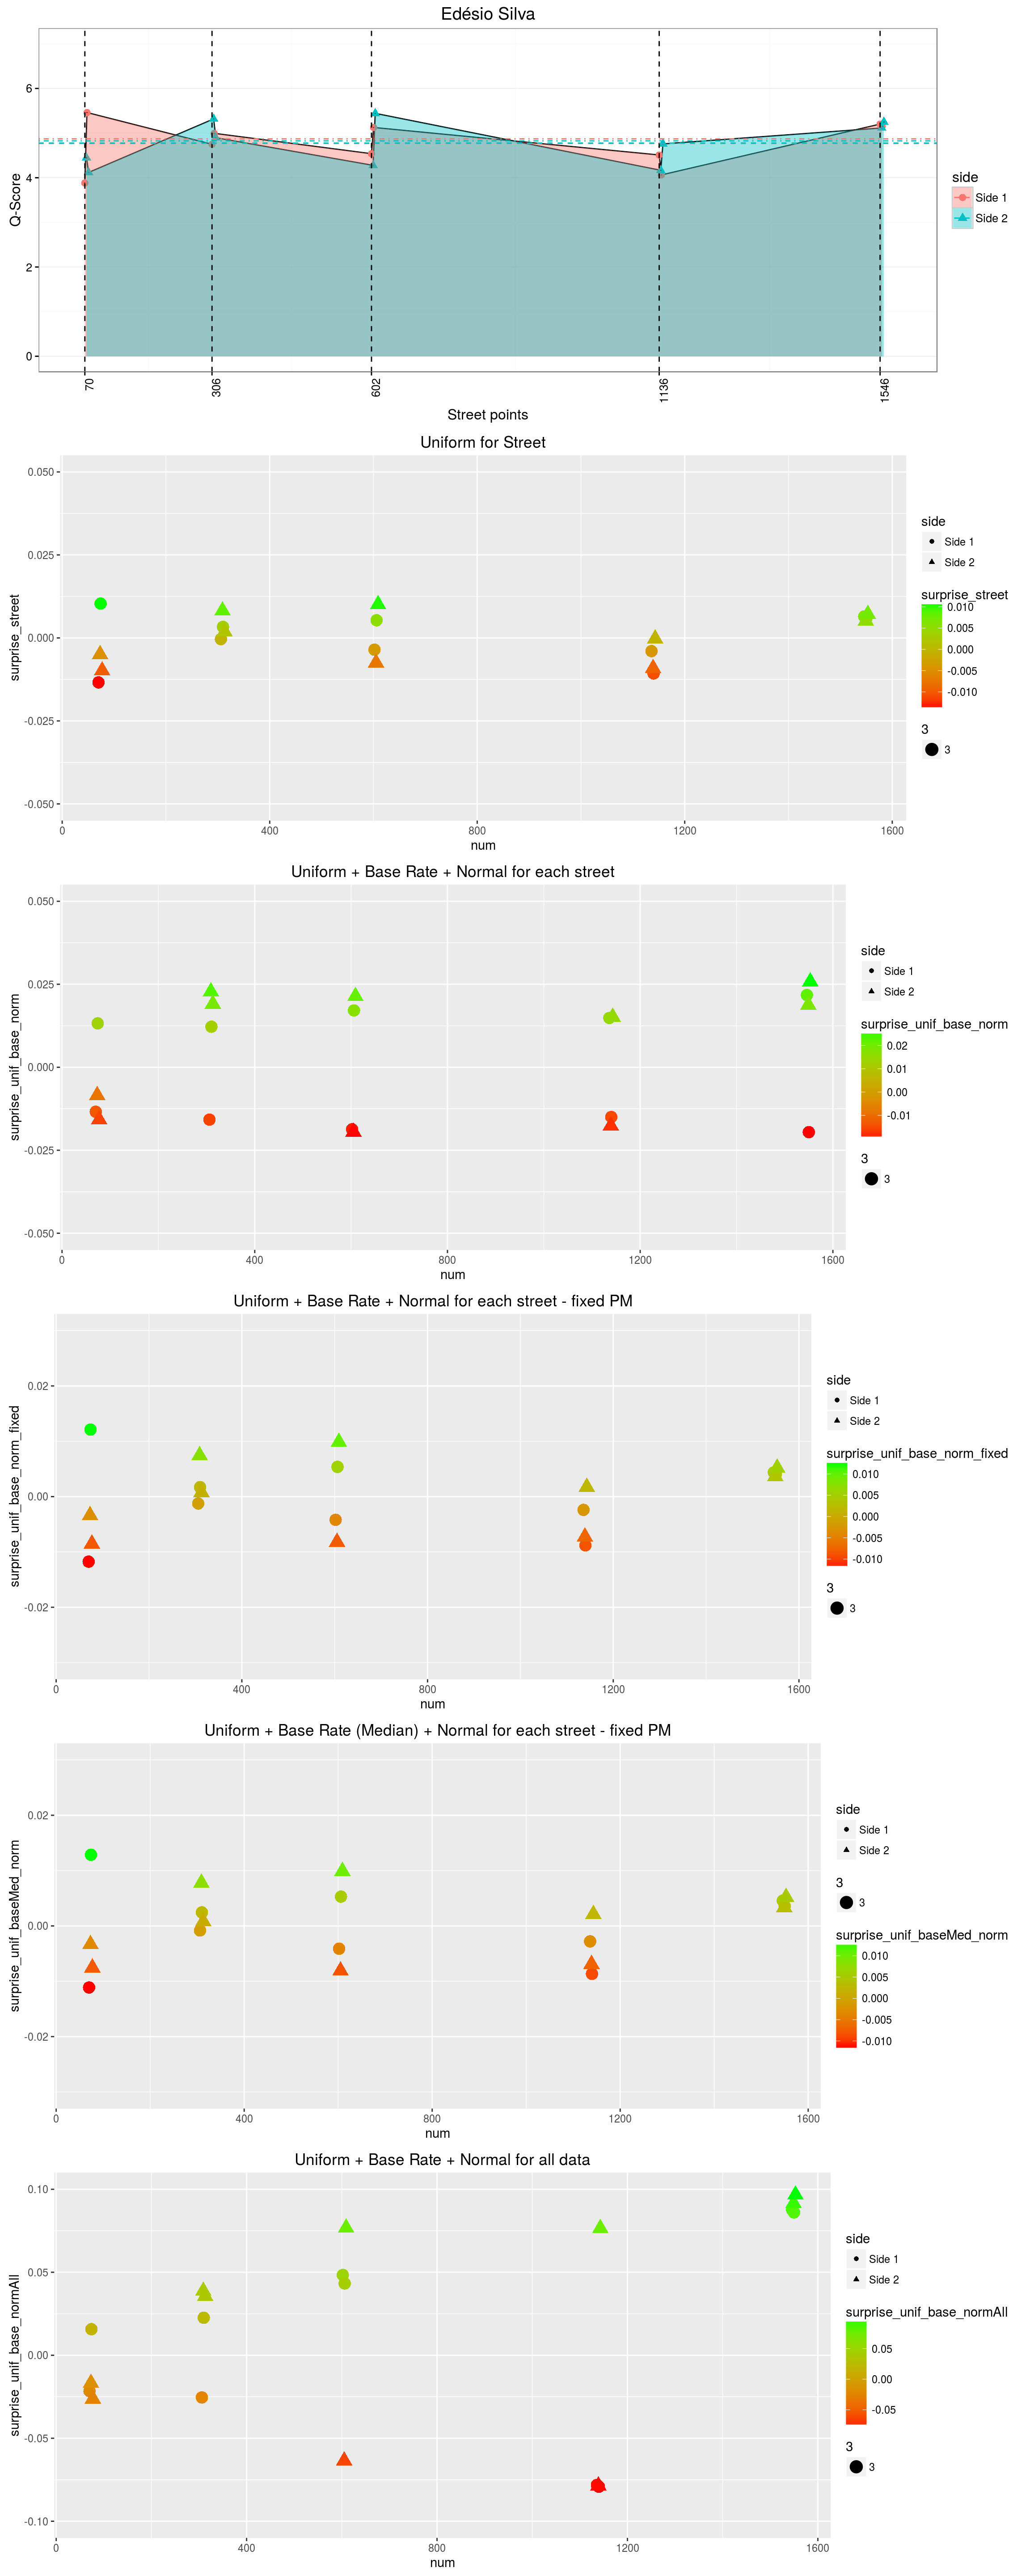 Edésio Silva
Q-Score
6
4
2
0
70
306
602
1136
1546
Street points
side
Side 1
Side 2
Uniform for Street
surprise_street
0.050
0.025
0.000
-0.025
-0.050
0
400
800
1200
1600
num
side
Side 1
Side 2
surprise_street
0.010
0.005
0.000
-0.005
-0.010
3
3
Uniform + Base Rate + Normal for each street
surprise_unif_base_norm
0.050
0.025
0.000
-0.025
-0.050
0
400
800
1200
1600
num
side
Side 1
Side 2
surprise_unif_base_norm
0.02
0.01
0.00
-0.01
3
3
Uniform + Base Rate + Normal for each street - fixed PM
surprise_unif_base_norm_fixed
0.02
0.00
-0.02
0
400
800
1200
1600
num
side
Side 1
Side 2
surprise_unif_base_norm_fixed
0.010
0.005
0.000
-0.005
-0.010
3
3
Uniform + Base Rate (Median) + Normal for each street - fixed PM
surprise_unif_baseMed_norm
0.02
0.00
-0.02
0
400
800
1200
1600
num
side
Side 1
Side 2
3
3
surprise_unif_baseMed_norm
0.010
0.005
0.000
-0.005
-0.010
Uniform + Base Rate + Normal for all data
surprise_unif_base_normAll
0.10
0.05
0.00
-0.05
-0.10
0
400
800
1200
1600
num
side
Side 1
Side 2
surprise_unif_base_normAll
0.05
0.00
-0.05
3
3